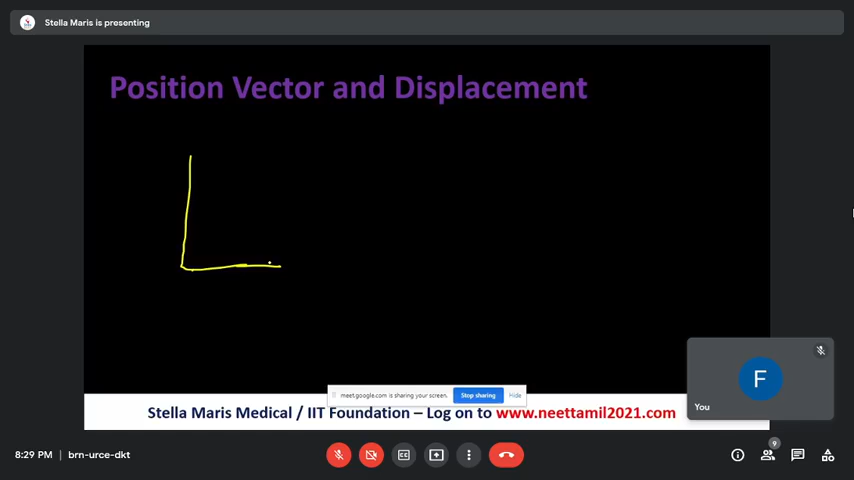 Stella Maris is presenting
Position Vector and Displacement
meet.google.com is sharing your screen.
Stop sharing
Hide
F
You
Stella Maris Medical / IIT Foundation – Log on to www.neettamil2021.com
8:29 PM | brn-urce-dkt
CC
9